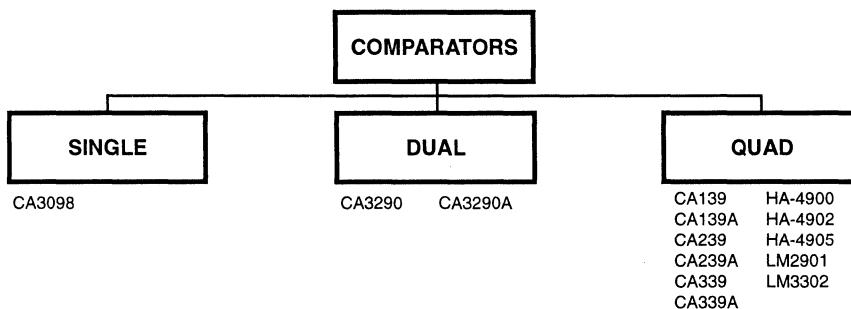 COMPARATORS
SINGLE
CA3098
DUAL
CA3290 CA3290A
QUAD
CA139 HA-4900
CA139A HA-4902
CA239 HA-4905
CA239A LM2901
CA339 LM3302
CA339A